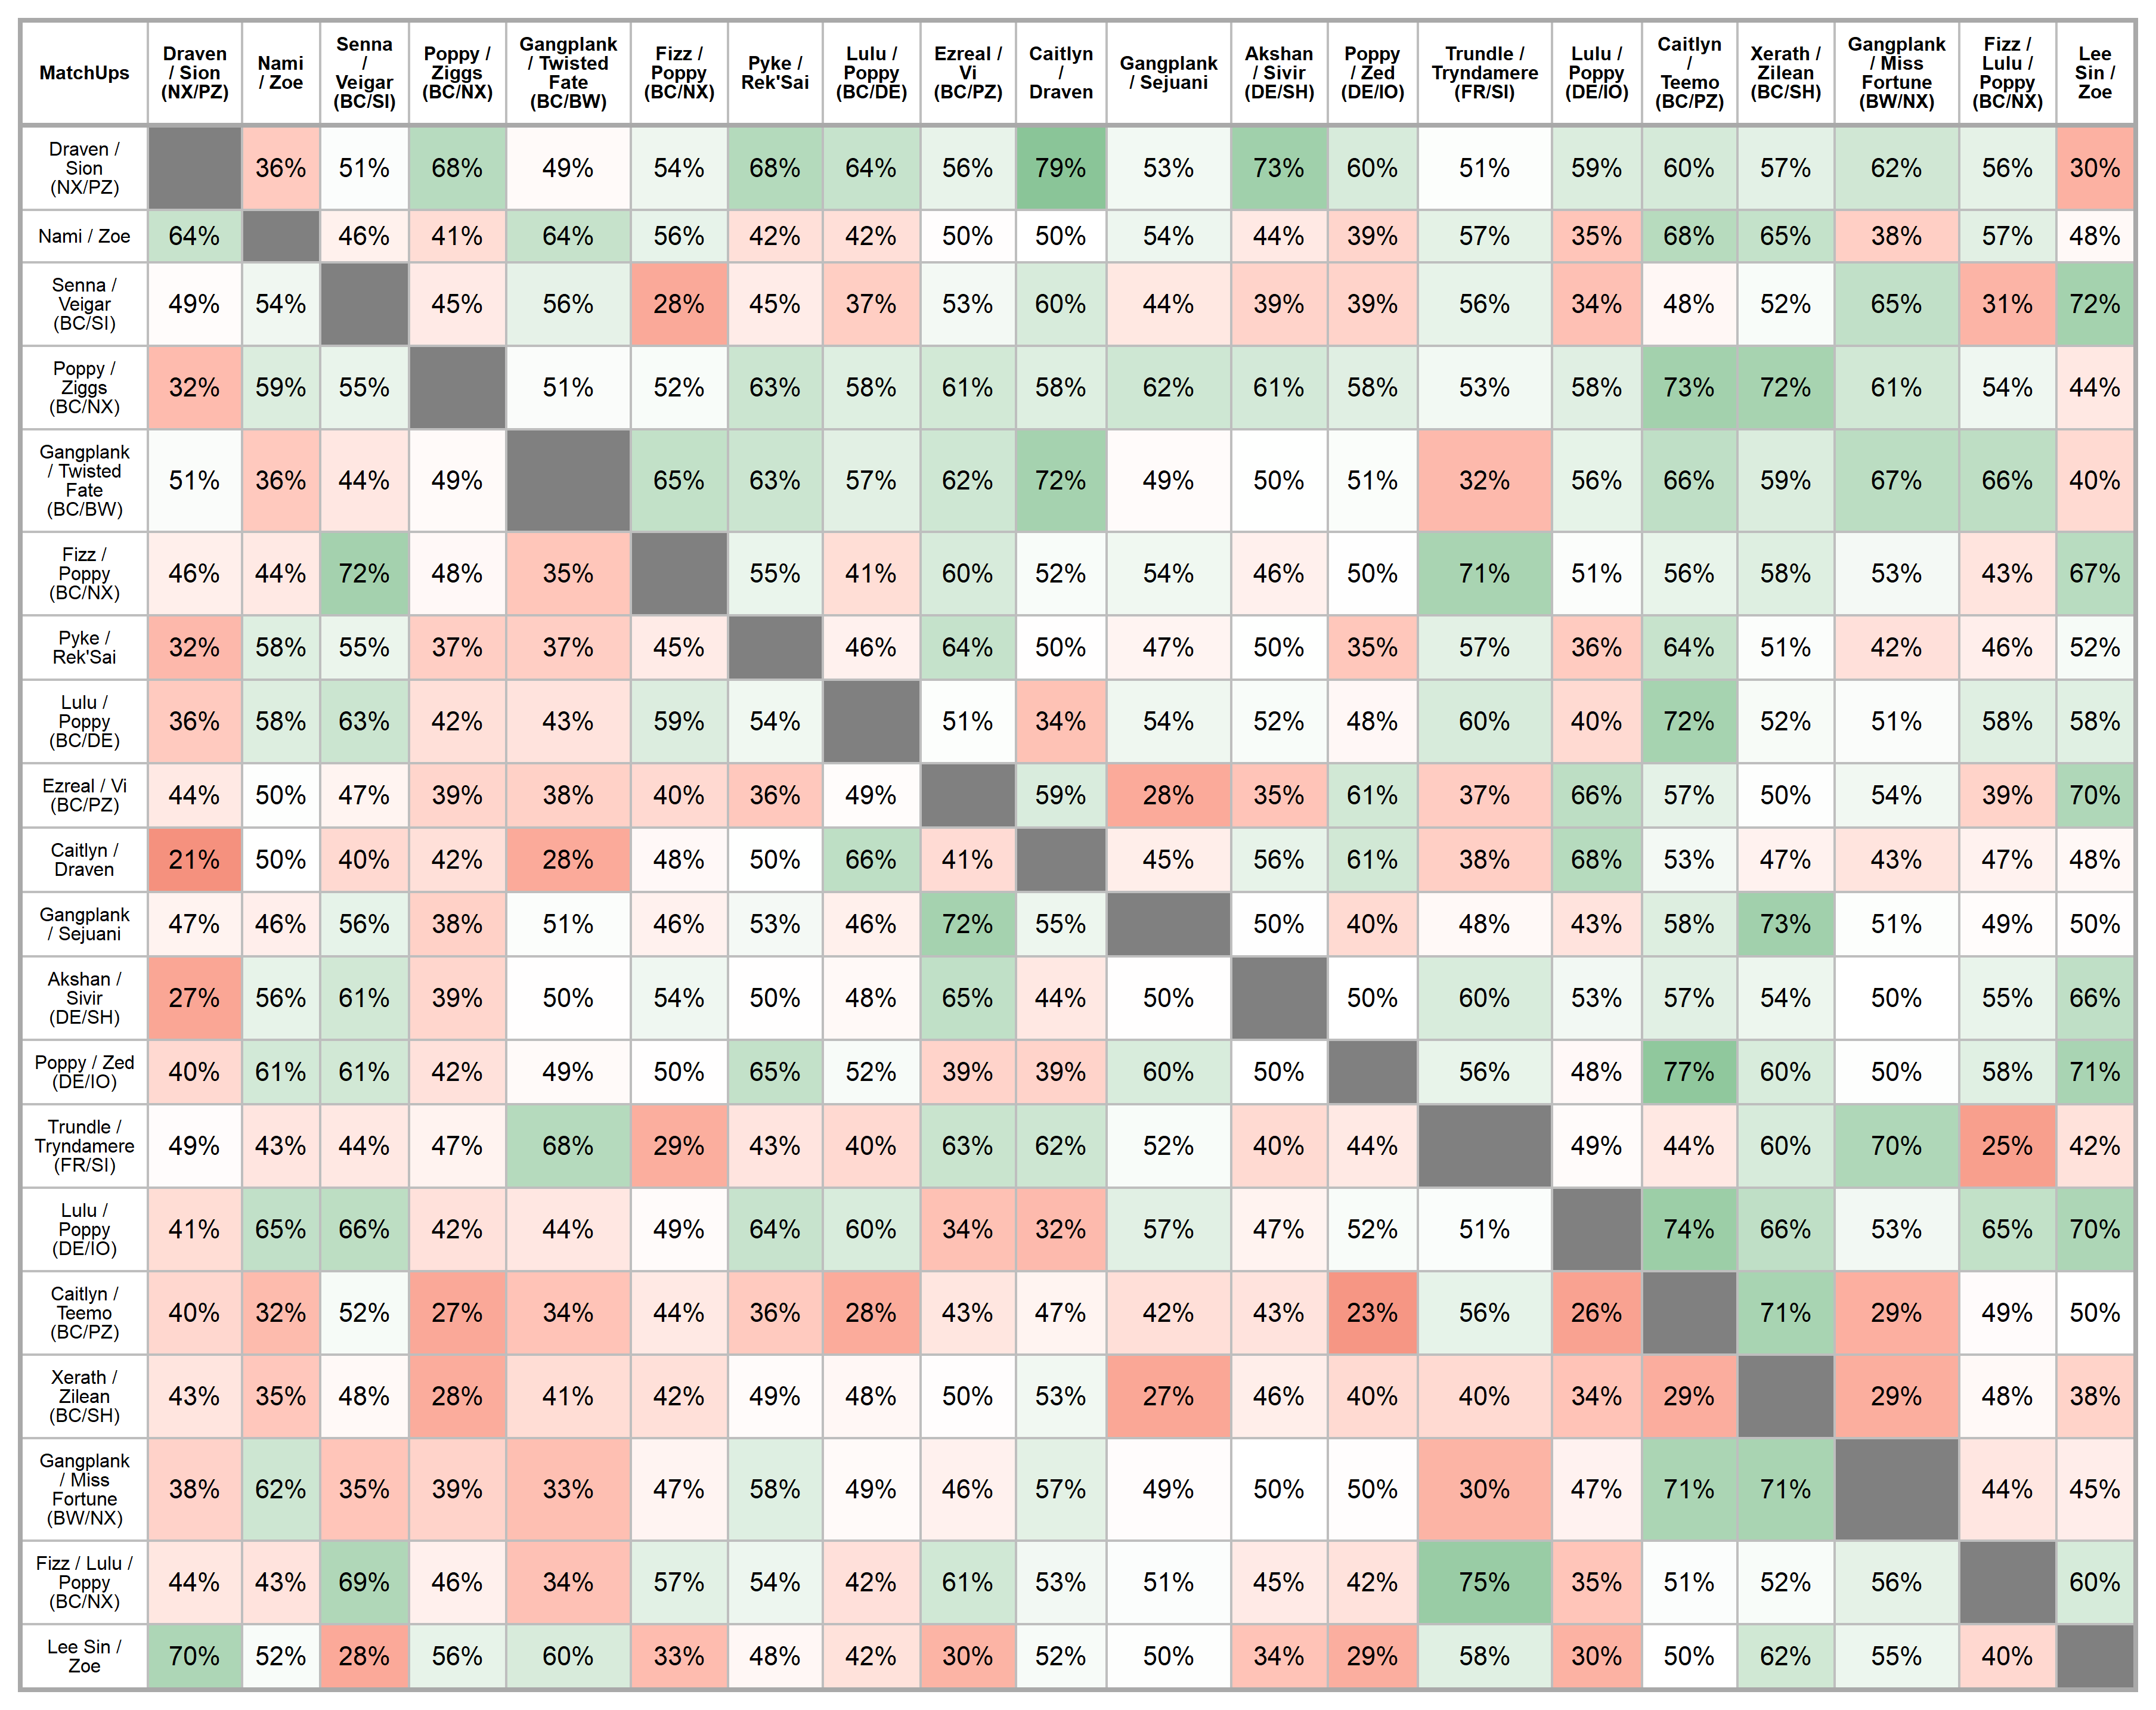 MatchUps Draven / Sion (NX/PZ) Nami / Zoe Senna / Veigar (BC/SI) Poppy / Ziggs (BC/NX) Gangplank / Twisted Fate (BC/BW) Fizz / Poppy (BC/NX) Pyke / Rek'Sai Lulu / Poppy (BC/DE) Ezreal / Vi (BC/PZ) Caitlyn / Draven Gangplank / Sejuani Akshan / Sivir (DE/SH) Poppy / Zed (DE/IO) Trundle / Tryndamere (FR/SI) Lulu / Poppy (DE/IO) Caitlyn / Teemo (BC/PZ) Xerath / Zilean (BC/SH) Gangplank / Miss Fortune (BW/NX) Fizz / Lulu / Poppy (BC/NX) Lee Sin / Zoe
Draven / Sion (NX/PZ) 36% 51% 68% 49% 54% 68% 64% 56% 79% 53% 73% 60% 51% 59% 60% 57% 62% 56% 30%
Nami / Zoe 64% 46% 41% 64% 56% 42% 42% 50% 50% 54% 44% 39% 57% 35% 68% 65% 38% 57% 48%
Senna / Veigar (BC/SI) 49% 54% 45% 56% 28% 45% 37% 53% 60% 44% 39% 39% 56% 34% 48% 52% 65% 31% 72%
Poppy / Ziggs (BC/NX) 32% 59% 55% 51% 52% 63% 58% 61% 58% 62% 61% 58% 53% 58% 73% 72% 61% 54% 44%
Gangplank / Twisted Fate (BC/BW) 51% 36% 44% 49% 65% 63% 57% 62% 72% 49% 50% 51% 32% 56% 66% 59% 67% 66% 40%
Fizz / Poppy (BC/NX) 46% 44% 72% 48% 35% 55% 41% 60% 52% 54% 46% 50% 71% 51% 56% 58% 53% 43% 67%
Pyke / Rek'Sai 32% 58% 55% 37% 37% 45% 46% 64% 50% 47% 50% 35% 57% 36% 64% 51% 42% 46% 52%
Lulu / Poppy (BC/DE) 36% 58% 63% 42% 43% 59% 54% 51% 34% 54% 52% 48% 60% 40% 72% 52% 51% 58% 58%
Ezreal / Vi (BC/PZ) 44% 50% 47% 39% 38% 40% 36% 49% 59% 28% 35% 61% 37% 66% 57% 50% 54% 39% 70%
Caitlyn / Draven 21% 50% 40% 42% 28% 48% 50% 66% 41% 45% 56% 61% 38% 68% 53% 47% 43% 47% 48%
Gangplank / Sejuani 47% 46% 56% 38% 51% 46% 53% 46% 72% 55% 50% 40% 48% 43% 58% 73% 51% 49% 50%
Akshan / Sivir (DE/SH) 27% 56% 61% 39% 50% 54% 50% 48% 65% 44% 50% 50% 60% 53% 57% 54% 50% 55% 66%
Poppy / Zed (DE/IO) 40% 61% 61% 42% 49% 50% 65% 52% 39% 39% 60% 50% 56% 48% 77% 60% 50% 58% 71%
Trundle / Tryndamere (FR/SI) 49% 43% 44% 47% 68% 29% 43% 40% 63% 62% 52% 40% 44% 49% 44% 60% 70% 25% 42%
Lulu / Poppy (DE/IO) 41% 65% 66% 42% 44% 49% 64% 60% 34% 32% 57% 47% 52% 51% 74% 66% 53% 65% 70%
Caitlyn / Teemo (BC/PZ) 40% 32% 52% 27% 34% 44% 36% 28% 43% 47% 42% 43% 23% 56% 26% 71% 29% 49% 50%
Xerath / Zilean (BC/SH) 43% 35% 48% 28% 41% 42% 49% 48% 50% 53% 27% 46% 40% 40% 34% 29% 29% 48% 38%
Gangplank / Miss Fortune (BW/NX) 38% 62% 35% 39% 33% 47% 58% 49% 46% 57% 49% 50% 50% 30% 47% 71% 71% 44% 45%
Fizz / Lulu / Poppy (BC/NX) 44% 43% 69% 46% 34% 57% 54% 42% 61% 53% 51% 45% 42% 75% 35% 51% 52% 56% 60%
Lee Sin / Zoe 70% 52% 28% 56% 60% 33% 48% 42% 30% 52% 50% 34% 29% 58% 30% 50% 62% 55% 40%